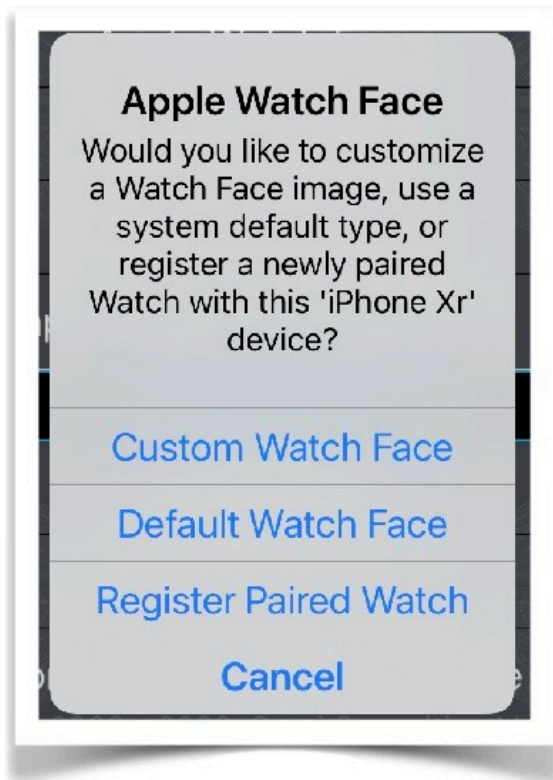 Apple Watch Face
Would you like to customize
a Watch Face image, use a
system default type, or
register a newly paired
Watch with this 'iPhone Xr'
device?
Custom Watch Face
Default Watch Face
Register Paired Watch
Cancel